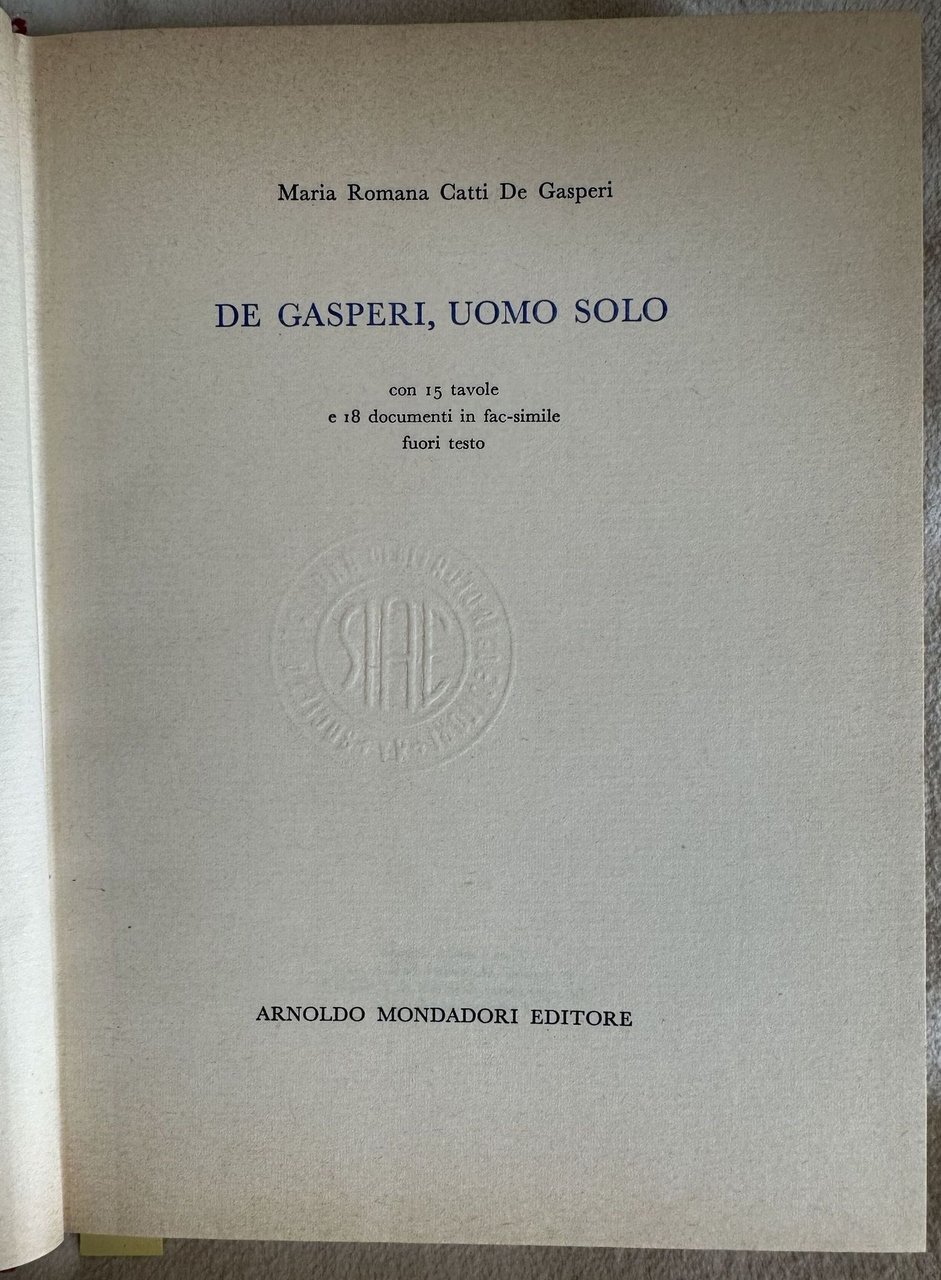 Maria Romana Catti De Gasperi
DE GASPERI, UOMO SOLO
con 15 tavole
e 18 documenti in fac-simile
fuori testo
SIAE
ARNOLDO MONDADORI EDITORE